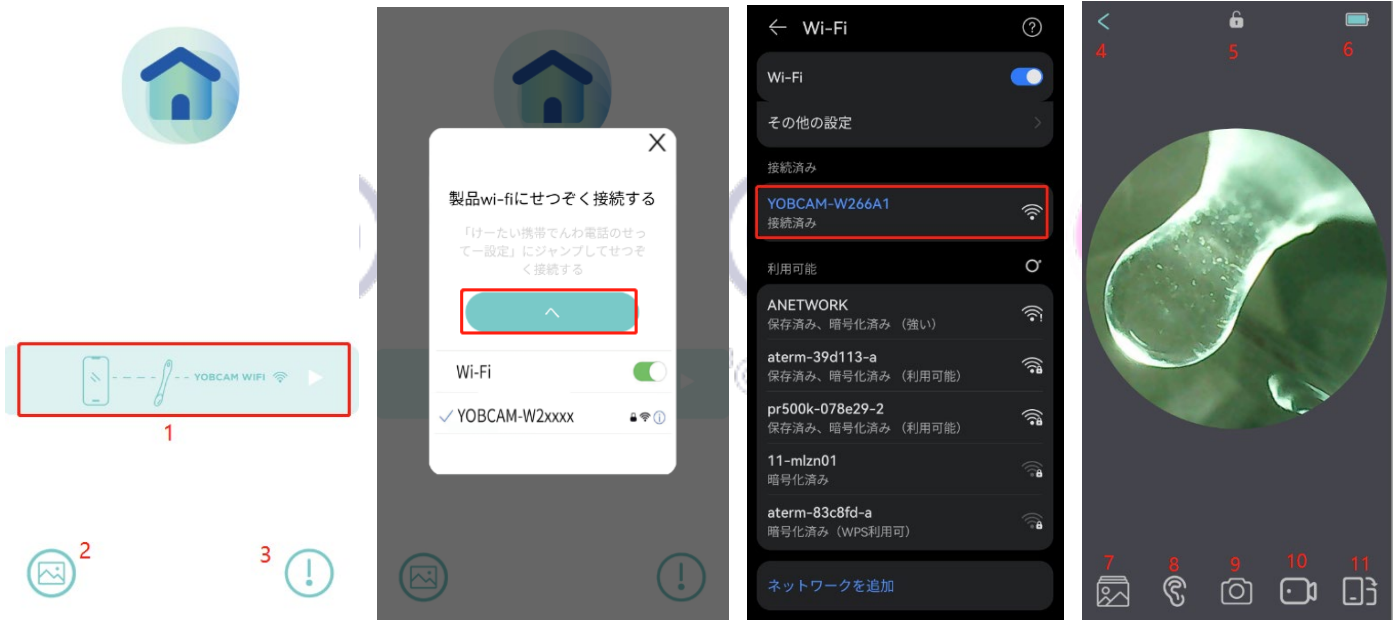 YOBCAM WIFI
1
2
3
X
製品wi-fiにせつぞく接続する
「けーたい携帯でんわ電話のせっ
てー設定」にジャンプしてせつぞ
く接続する
Wi-Fi
YOBCAM-W2xxxx
Wi-Fi
?
Wi-Fi
その他の設定
接続済み
YOBCAM-W266A1
接続済み
利用可能
ANETWORK
保存済み、暗号化済み （強い）
aterm-39d113-a
保存済み、暗号化済み （利用可能）
pr500k-078e29-2
保存済み、暗号化済み （利用可能）
11-mlzn01
暗号化済み
aterm-83c8fd-a
暗号化済み（WPS利用可）
ネットワークを追加
4
5
6
7
8
9
10
11